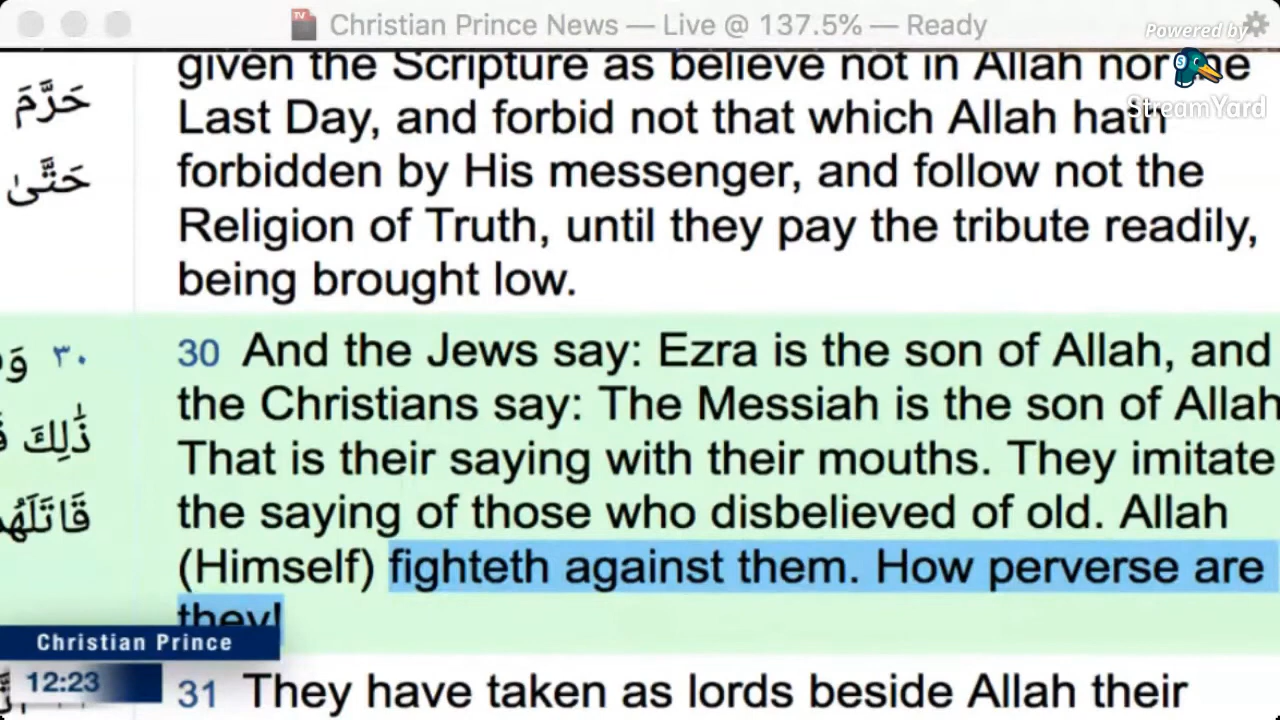 Christian Prince News — Live @ 137.5% — Ready
Powered by
StreamYard
given the Scripture as believe not in Allah nor the
حَرَّمَ
Last Day, and forbid not that which Allah hath
حَتَّىٰ
forbidden by His messenger, and follow not the
Religion of Truth, until they pay the tribute readily,
being brought low.
٣٠
30 And the Jews say: Ezra is the son of Allah, and
the Christians say: The Messiah is the son of Allah
ذَٰلِكَ
That is their saying with their mouths. They imitate
the saying of those who disbelieved of old. Allah
(Himself) fighteth against them. How perverse are
they!
Christian Prince
12:23
31 They have taken as lords beside Allah their